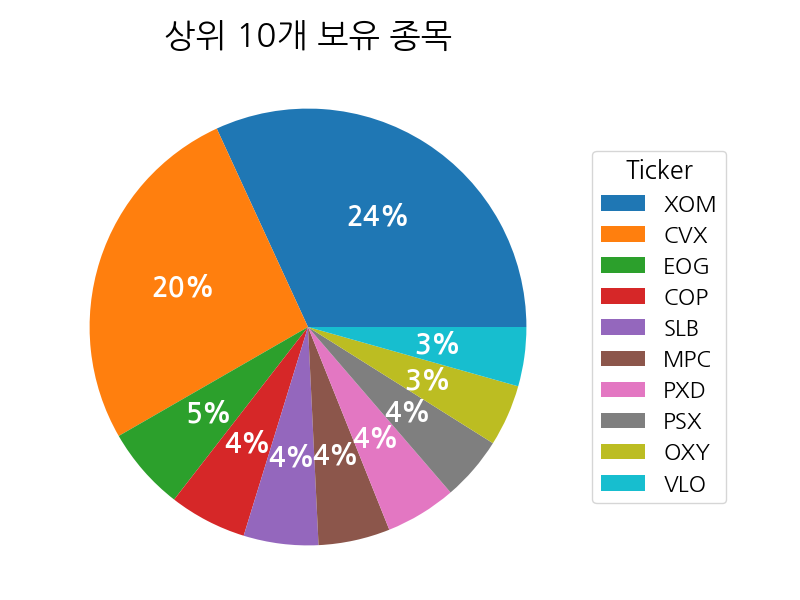 상위 10개 보유 종목
24%
20%
5%
4%
4%
4%
4%
4%
3%
3%
Ticker
XOM
CVX
EOG
COP
SLB
MPC
PXD
PSX
OXY
VLO